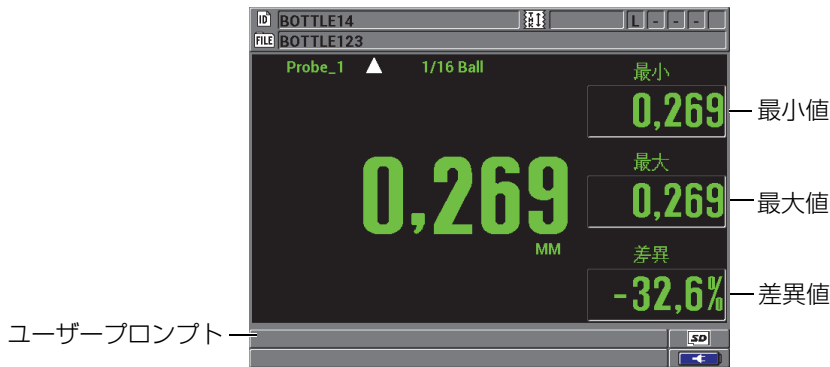 ID BOTTLE14 L - - -
FILE BOTTLE123
Probe_1 1/16 Ball
最小
0,269
最小値
最大
0,269
最大値
0,269
MM
差異
-32,6%
差異値
ユーザープロンプト
SD